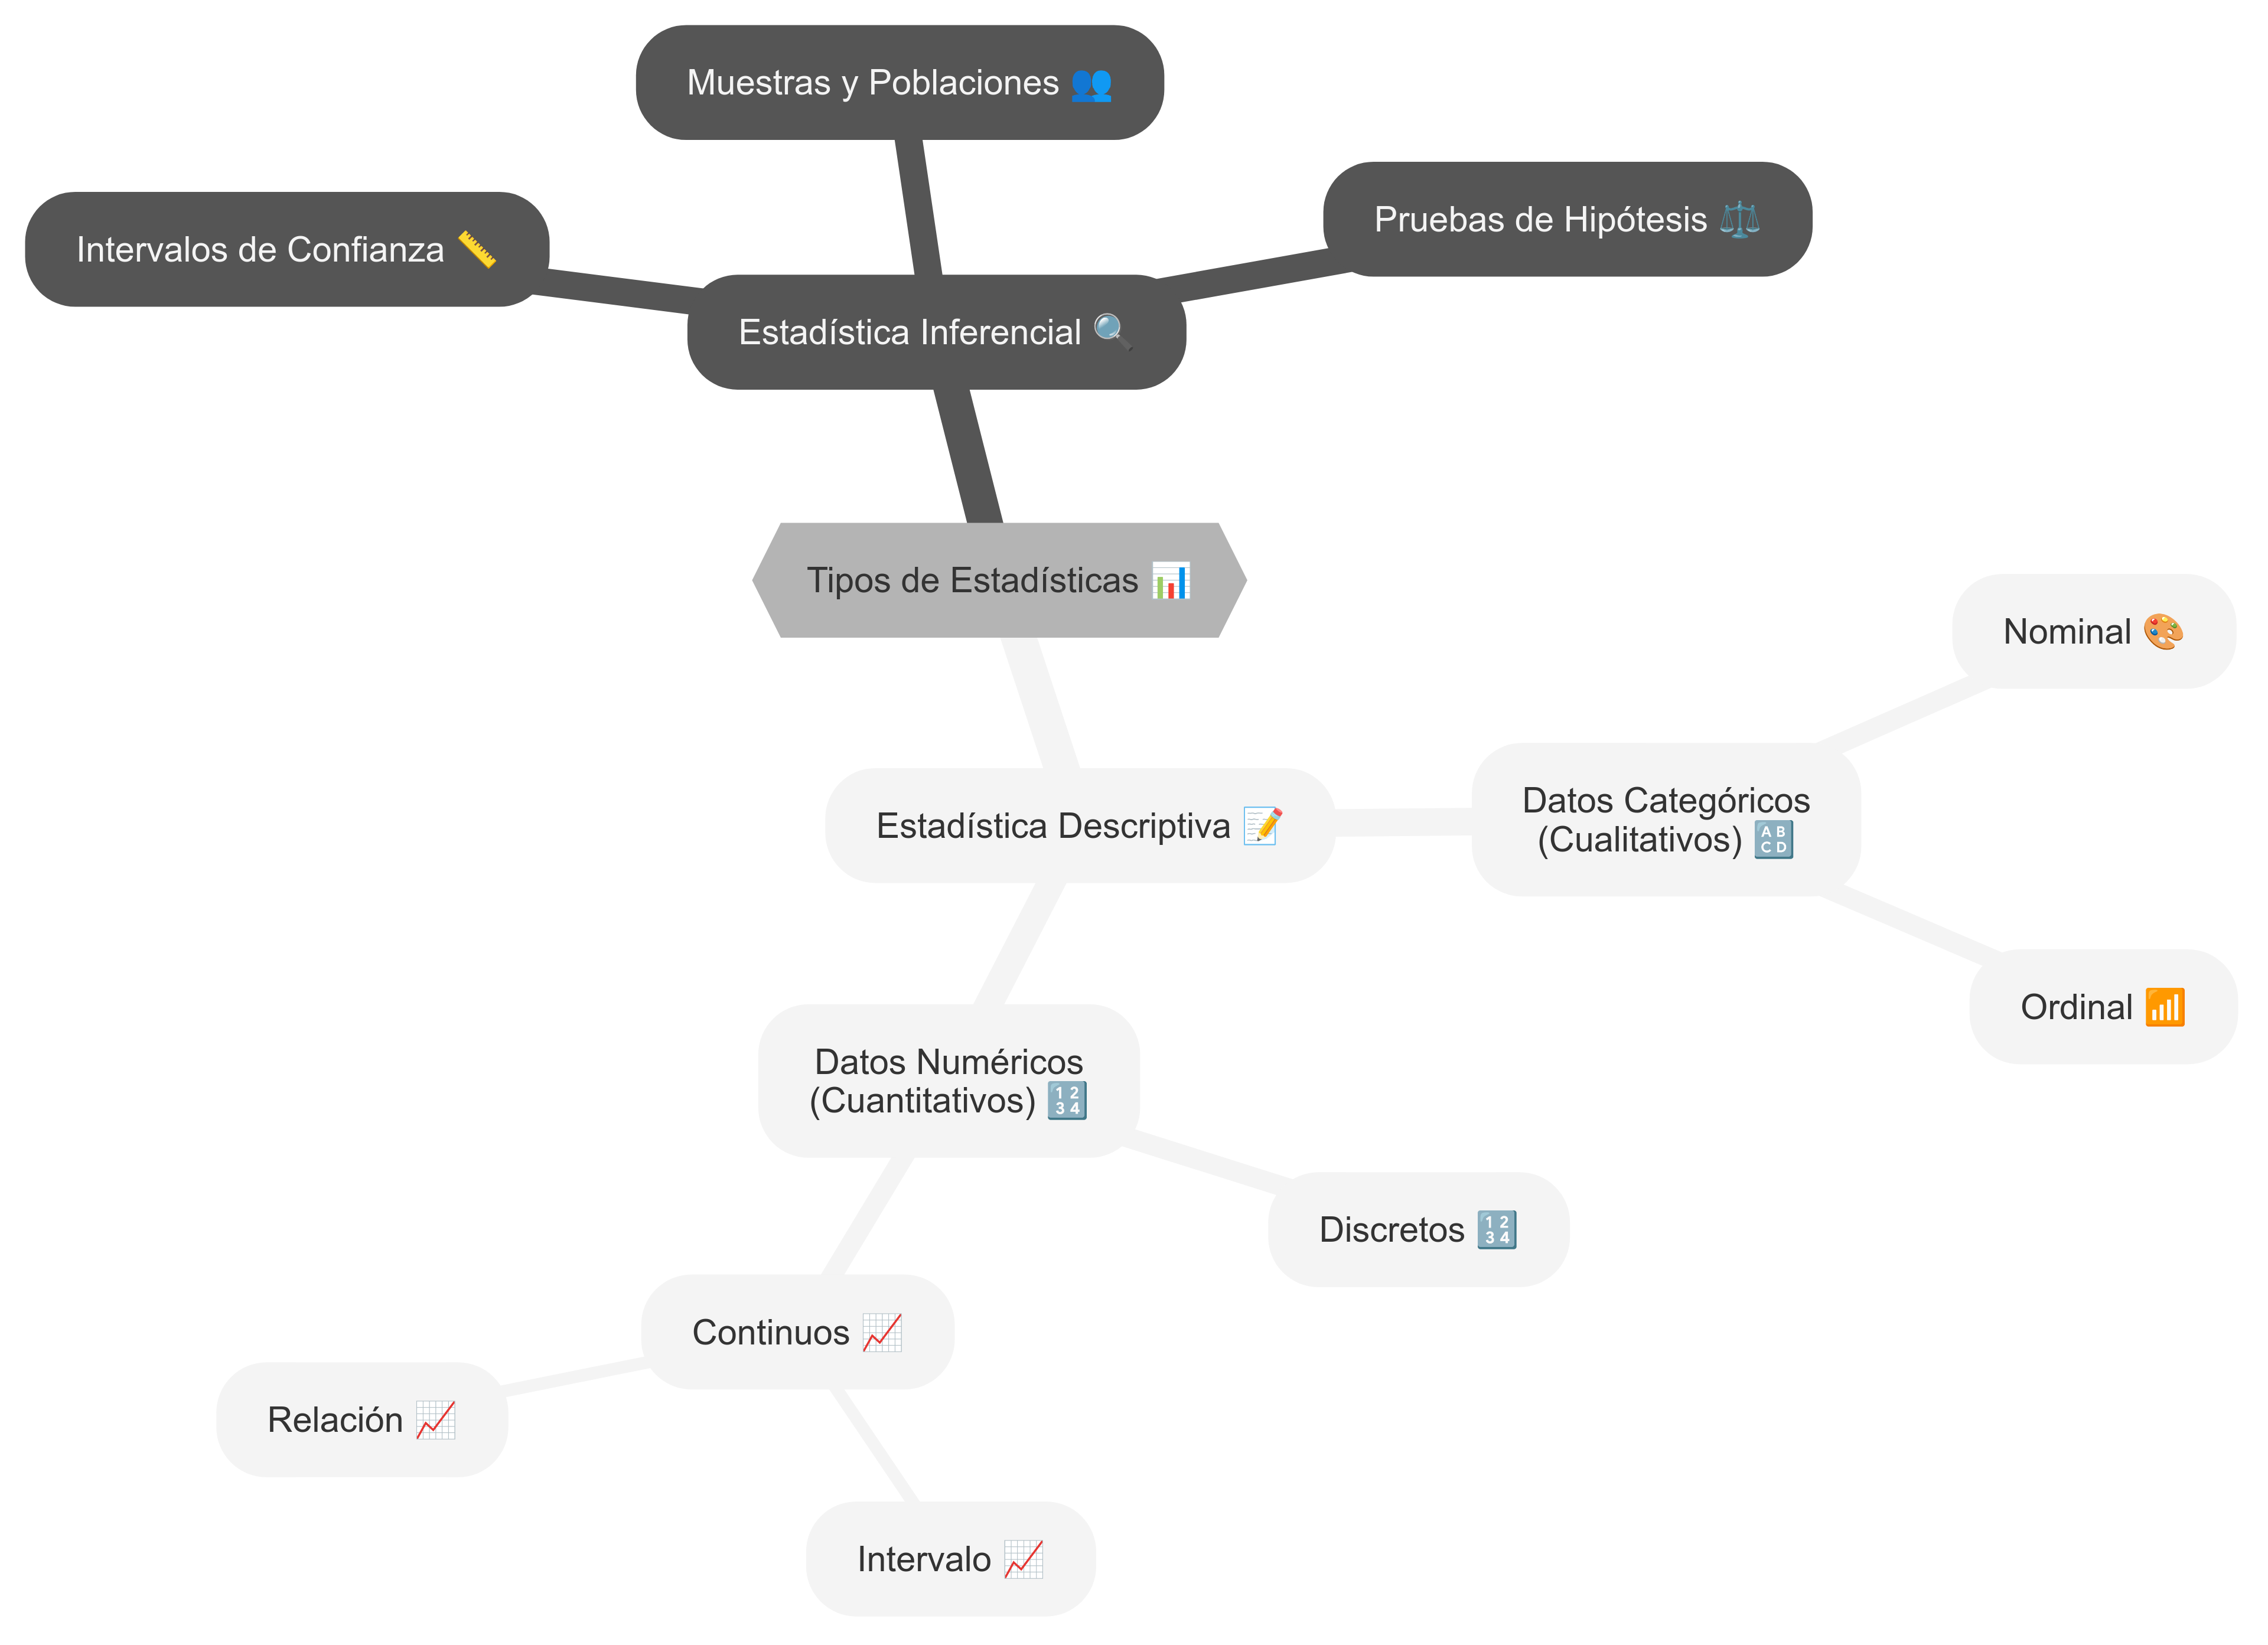 Muestras y Poblaciones 👥
Pruebas de Hipótesis ⚖️
Intervalos de Confianza 📏
Estadística Inferencial 🔍
Tipos de Estadísticas 📊
Nominal 🎨
Estadística Descriptiva 📝
Datos Categóricos
(Cualitativos) 🔠
Ordinal 📶
Datos Numéricos
(Cuantitativos) 🔢
Discretos 🔢
Continuos 📈
Relación 📈
Intervalo 📈